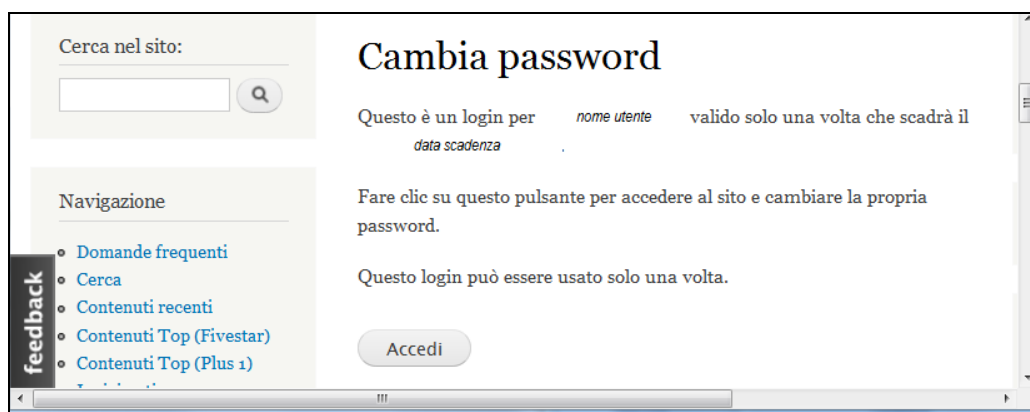 Cerca nel sito:
Navigazione
Domande frequenti
Cerca
Contenuti recenti
Contenuti Top (Fivestar)
Contenuti Top (Plus 1)
feedback
Cambia password
Questo è un login per nome utente valido solo una volta che scadrà il
data scadenza .
Fare clic su questo pulsante per accedere al sito e cambiare la propria
password.
Questo login può essere usato solo una volta.
Accedi